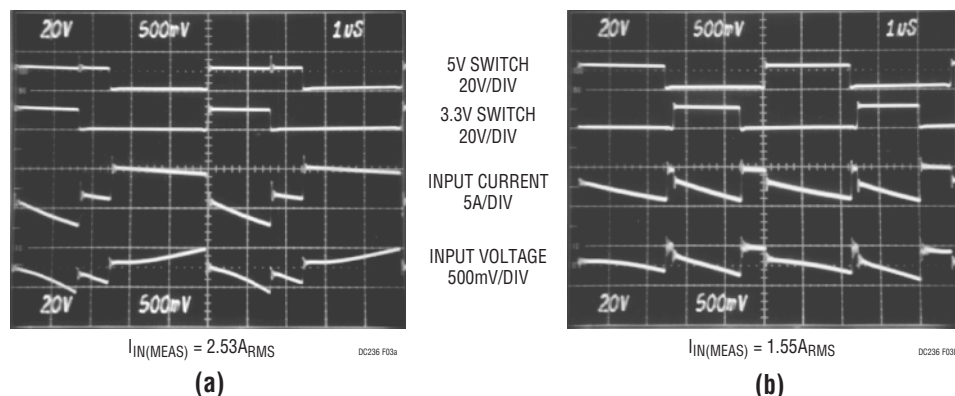 20V 500mV 1uS
5V SWITCH
20V/DIV
3.3V SWITCH
20V/DIV
INPUT CURRENT
5A/DIV
INPUT VOLTAGE
500mV/DIV
20V 500mV
IIN(MEAS) = 2.53ARMS
DC236 F03a
(a)
20V 500mV 1uS
20V 500mV
IIN(MEAS) = 1.55ARMS
(b)